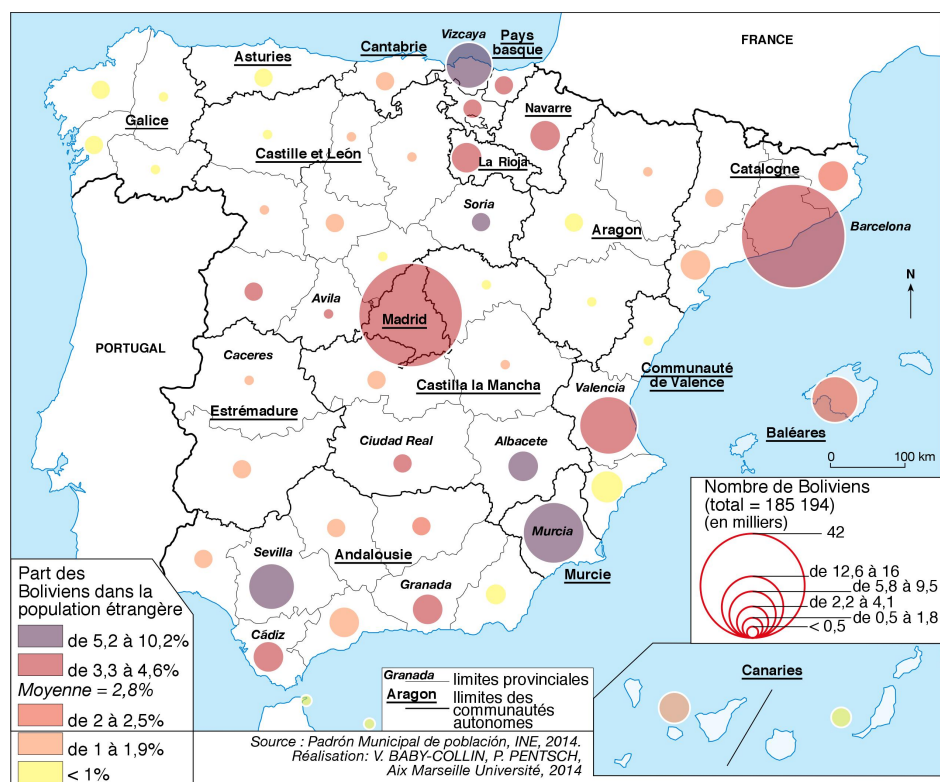 FRANCE
Vizcaya
Pays
basque
Cantabrie
Asturies
Galice
Navarre
Castille et León
La Rioja
Catalogne
Soria
Aragon
Barcelona
N
Avila
Madrid
PORTUGAL
Caceres
Castilla la Mancha
Communauté
de Valence
Estrémadure
Valencia
Baléares
0 100 km
Ciudad Real
Albacete
Murcia
Sevilla
Andalousie
Murcie
Granada
Cádiz
Nombre de Boliviens
(total = 185 194)
(en milliers)
42
de 12,6 à 16
de 5,8 à 9,5
de 2,2 à 4,1
de 0,5 à 1,8
< 0,5
Part des
Boliviens dans la
population étrangère
de 5,2 à 10,2%
de 3,3 à 4,6%
Moyenne = 2,8%
de 2 à 2,5%
de 1 à 1,9%
< 1%
Granada limites provinciales
Aragon llimites des
communautés
autonomes
Canaries
Source : Padrón Municipal de población, INE, 2014.
Réalisation: V. BABY-COLLIN, P. PENTSCH,
Aix Marseille Université, 2014